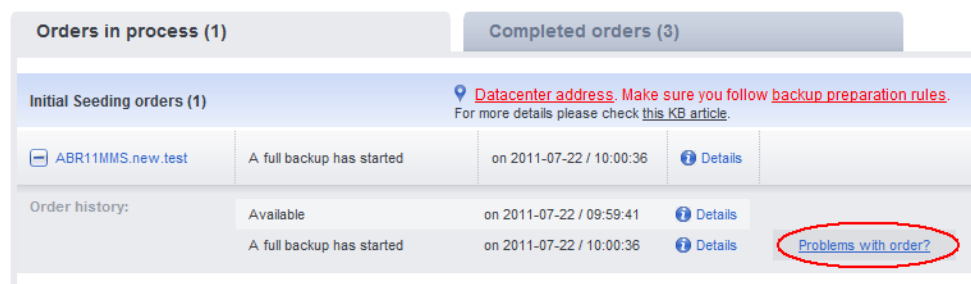 Orders in process (1)
Completed orders (3)
Initial Seeding orders (1)
Datacenter address. Make sure you follow backup preparation rules.
For more details please check this KB article.
ABR11MMS.new.test
A full backup has started
on 2011-07-22 / 10:00:36
Details
Order history:
Available
on 2011-07-22 / 09:59:41
Details
A full backup has started
on 2011-07-22 / 10:00:36
Details
Problems with order?